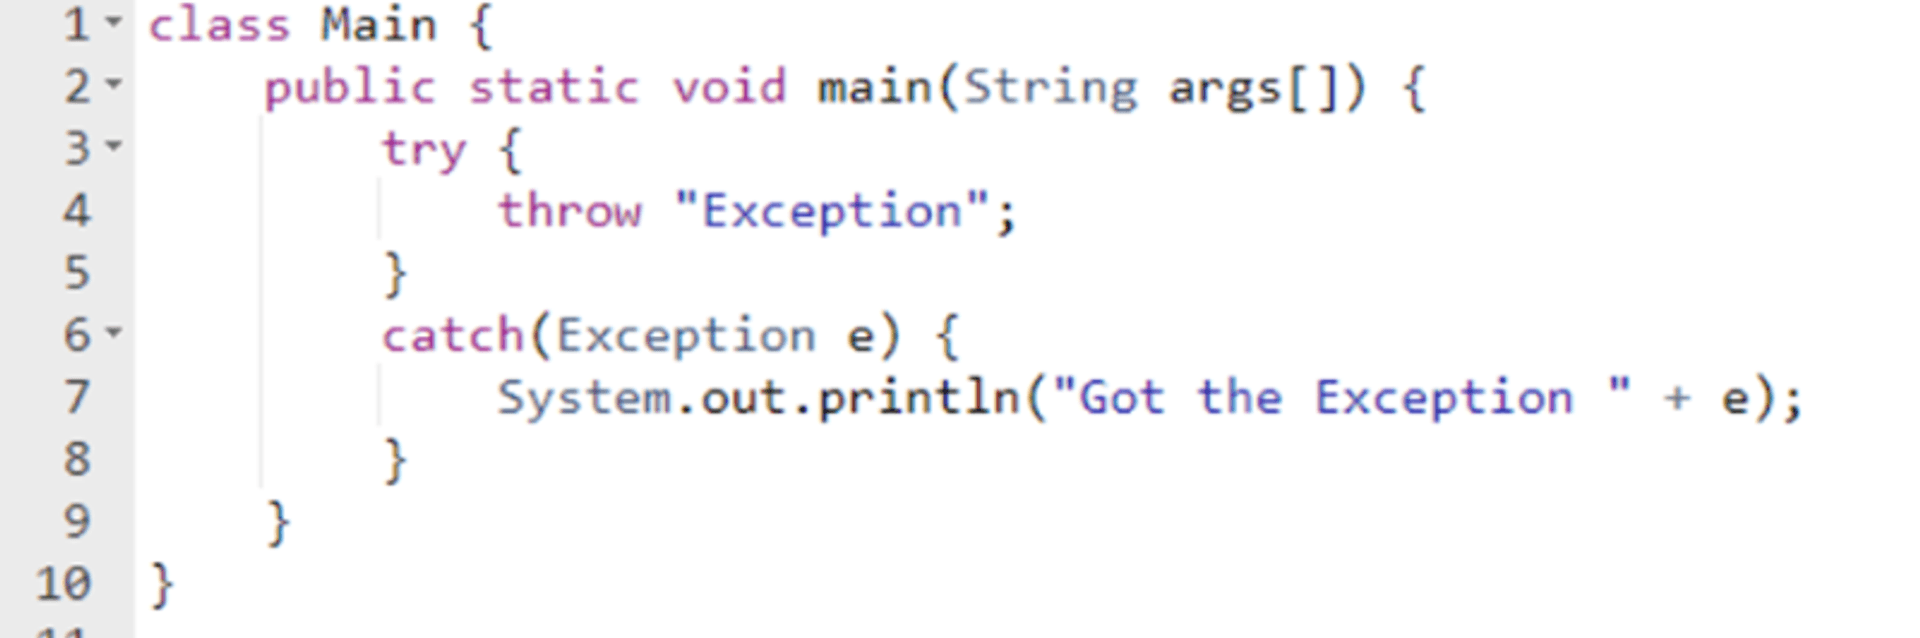 1 class Main {
2     public static void main(String args[]) {
3         try {
4             throw "Exception";
5         }
6         catch(Exception e) {
7             System.out.println("Got the Exception " + e);
8         }
9     }
10 }
11